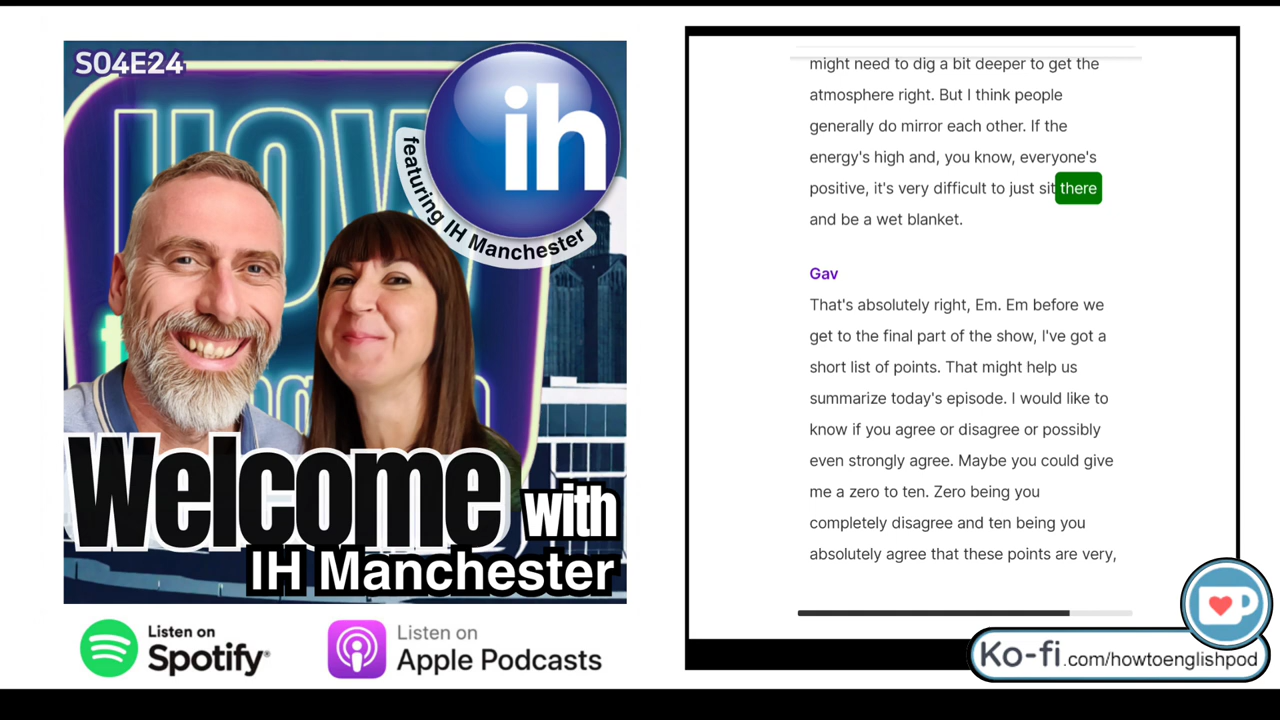 S04E24
HOW
ih
featuring IH Manchester
Welcome with
IH Manchester
Listen on
Spotify
Listen on
Apple Podcasts
might need to dig a bit deeper to get the
atmosphere right. But I think people
generally do mirror each other. If the
energy's high and, you know, everyone's
positive, it's very difficult to just sit there
and be a wet blanket.
Gav
That's absolutely right, Em. Em before we
get to the final part of the show, I've got a
short list of points. That might help us
summarize today's episode. I would like to
know if you agree or disagree or possibly
even strongly agree. Maybe you could give
me a zero to ten. Zero being you
completely disagree and ten being you
absolutely agree that these points are very,
Ko-fi.com/howtoenglishpod